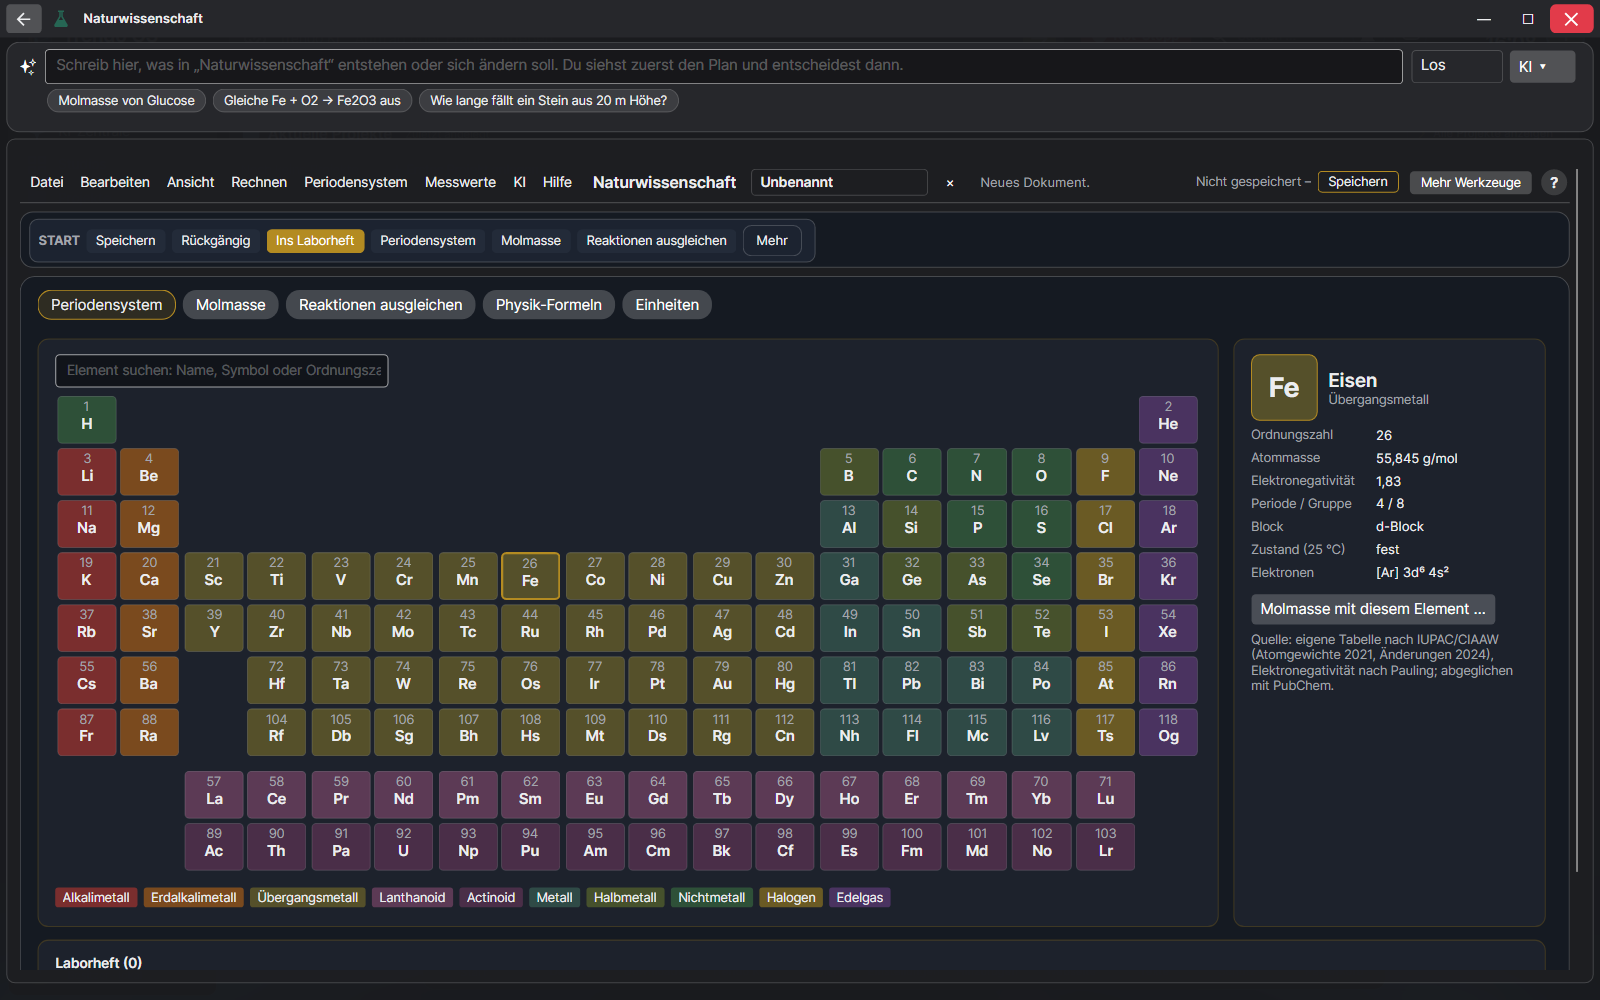 Naturwissenschaft
Schreib hier, was in „Naturwissenschaft“ entstehen oder sich ändern soll. Du siehst zuerst den Plan und entscheidest dann.
Los
KI ▾
Molmasse von Glucose
Gleiche Fe + O2 → Fe2O3 aus
Wie lange fällt ein Stein aus 20 m Höhe?
Datei Bearbeiten Ansicht Rechnen Periodensystem Messwerte KI Hilfe Naturwissenschaft Unbenannt × Neues Dokument. Nicht gespeichert – Speichern Mehr Werkzeuge ?
START Speichern Rückgängig Ins Laborheft Periodensystem Molmasse Reaktionen ausgleichen Mehr
Periodensystem Molmasse Reaktionen ausgleichen Physik-Formeln Einheiten
Element suchen: Name, Symbol oder Ordnungsza
1 2
H He
3 4 5 6 7 8 9 10
Li Be B C N O F Ne
11 12 13 14 15 16 17 18
Na Mg Al Si P S Cl Ar
19 20 21 22 23 24 25 26 27 28 29 30 31 32 33 34 35 36
K Ca Sc Ti V Cr Mn Fe Co Ni Cu Zn Ga Ge As Se Br Kr
37 38 39 40 41 42 43 44 45 46 47 48 49 50 51 52 53 54
Rb Sr Y Zr Nb Mo Tc Ru Rh Pd Ag Cd In Sn Sb Te I Xe
55 56 72 73 74 75 76 77 78 79 80 81 82 83 84 85 86
Cs Ba Hf Ta W Re Os Ir Pt Au Hg Tl Pb Bi Po At Rn
87 88 104 105 106 107 108 109 110 111 112 113 114 115 116 117 118
Fr Ra Rf Db Sg Bh Hs Mt Ds Rg Cn Nh Fl Mc Lv Ts Og
57 58 59 60 61 62 63 64 65 66 67 68 69 70 71
La Ce Pr Nd Pm Sm Eu Gd Tb Dy Ho Er Tm Yb Lu
89 90 91 92 93 94 95 96 97 98 99 100 101 102 103
Ac Th Pa U Np Pu Am Cm Bk Cf Es Fm Md No Lr
Alkalimetall Erdalkalimetall Übergangsmetall Lanthanoid Actinoid Metall Halbmetall Nichtmetall Halogen Edelgas
Fe
Eisen
Übergangsmetall
Ordnungszahl 26
Atommasse 55,845 g/mol
Elektronegativität 1,83
Periode / Gruppe 4 / 8
Block d-Block
Zustand (25 °C) fest
Elektronen [Ar] 3d⁶ 4s²
Molmasse mit diesem Element ...
Quelle: eigene Tabelle nach IUPAC/CIAAW
(Atomgewichte 2021, Änderungen 2024),
Elektronegativität nach Pauling; abgeglichen
mit PubChem.
Laborheft (0)